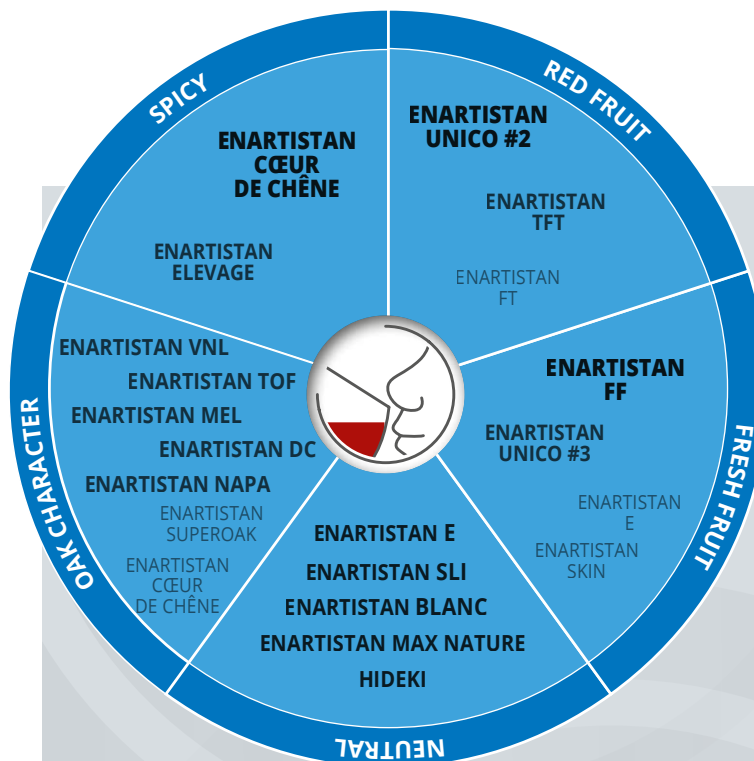 SPICY
ENARTISTAN
CŒUR
DE CHÊNE
ENARTISTAN
ELEVAGE
RED FRUIT
ENARTISTAN
UNICO #2
ENARTISTAN
TFT
ENARTISTAN
FT
FRESH FRUIT
ENARTISTAN
FF
ENARTISTAN
UNICO #3
ENARTISTAN
E
ENARTISTAN
SKIN
NEUTRAL
ENARTISTAN E
ENARTISTAN SLI
ENARTISTAN BLANC
ENARTISTAN MAX NATURE
HIDEKI
OAK CHARACTER
ENARTISTAN VNL
ENARTISTAN TOF
ENARTISTAN MEL
ENARTISTAN DC
ENARTISTAN NAPA
ENARTISTAN
SUPEROAK
ENARTISTAN
CŒUR
DE CHÊNE